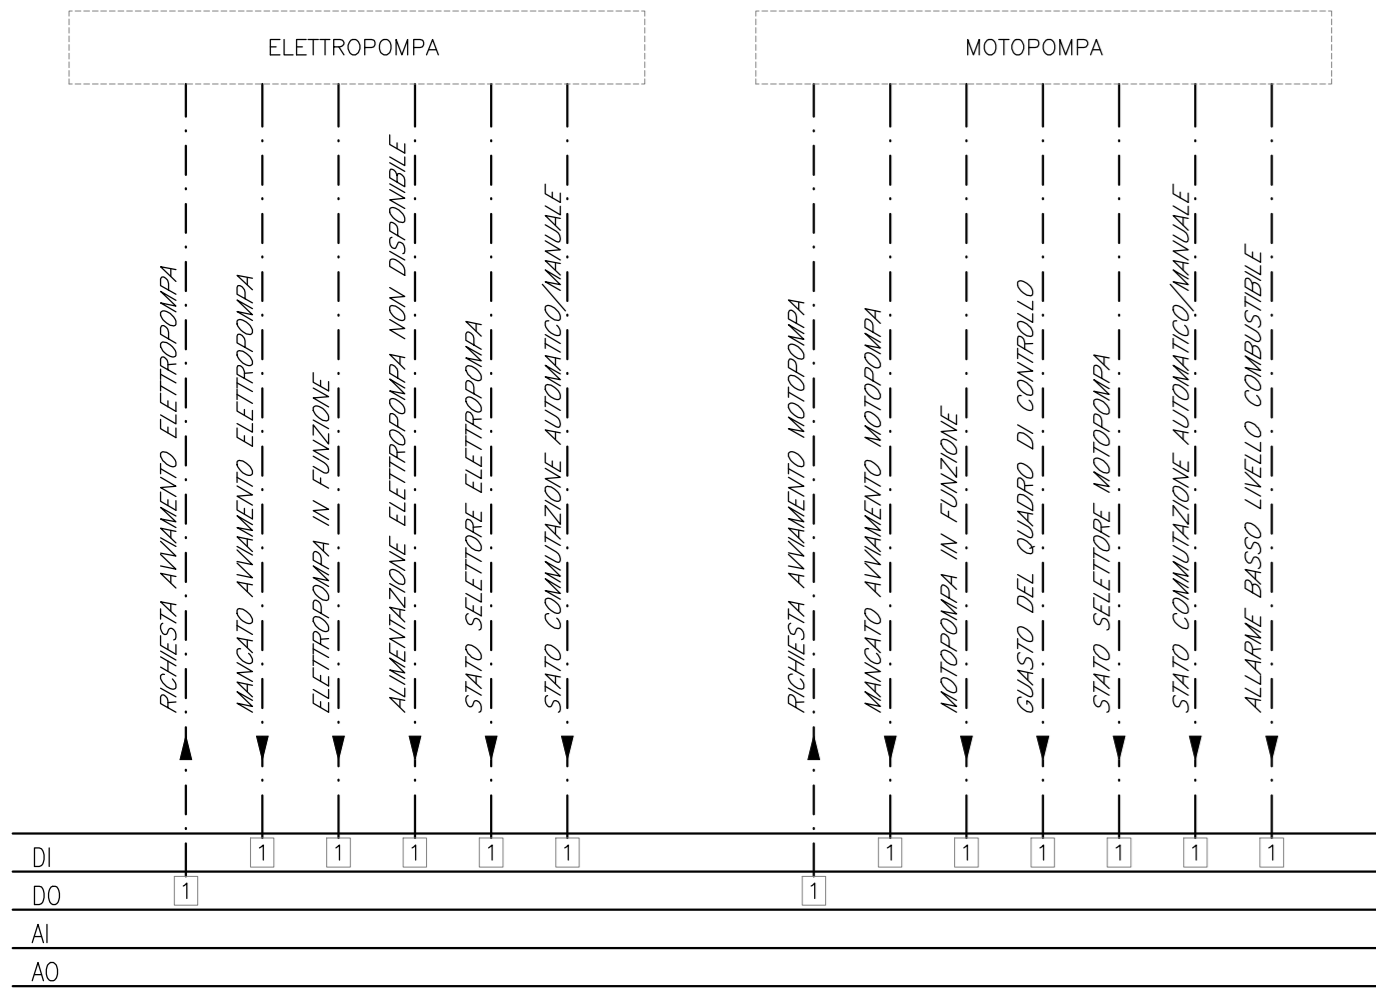 ELETTROPOMPA
MOTOPOMPA
RICHIESTA AVVIAMENTO ELETTROPOMPA
MANCATO AVVIAMENTO ELETTROPOMPA
ELETTROPOMPA IN FUNZIONE
ALIMENTAZIONE ELETTROPOMPA NON DISPONIBILE
STATO SELETTORE ELETTROPOMPA
STATO COMMUTAZIONE AUTOMATICO/MANUALE
RICHIESTA AVVIAMENTO MOTOPOMPA
MANCATO AVVIAMENTO MOTOPOMPA
MOTOPOMPA IN FUNZIONE
GUASTO DEL QUADRO DI CONTROLLO
STATO SELETTORE MOTOPOMPA
STATO COMMUTAZIONE AUTOMATICO/MANUALE
ALLARME BASSO LIVELLO COMBUSTIBILE
DI 1 1 1 1 1 1 1 1 1 1 1
DO 1 1
AI
AO